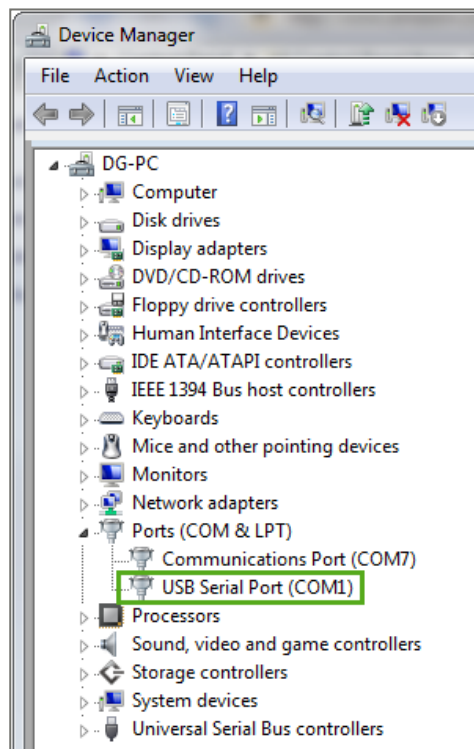 Device Manager
File Action View Help
DG-PC
Computer
Disk drives
Display adapters
DVD/CD-ROM drives
Floppy drive controllers
Human Interface Devices
IDE ATA/ATAPI controllers
IEEE 1394 Bus host controllers
Keyboards
Mice and other pointing devices
Monitors
Network adapters
Ports (COM & LPT)
Communications Port (COM7)
USB Serial Port (COM1)
Processors
Sound, video and game controllers
Storage controllers
System devices
Universal Serial Bus controllers